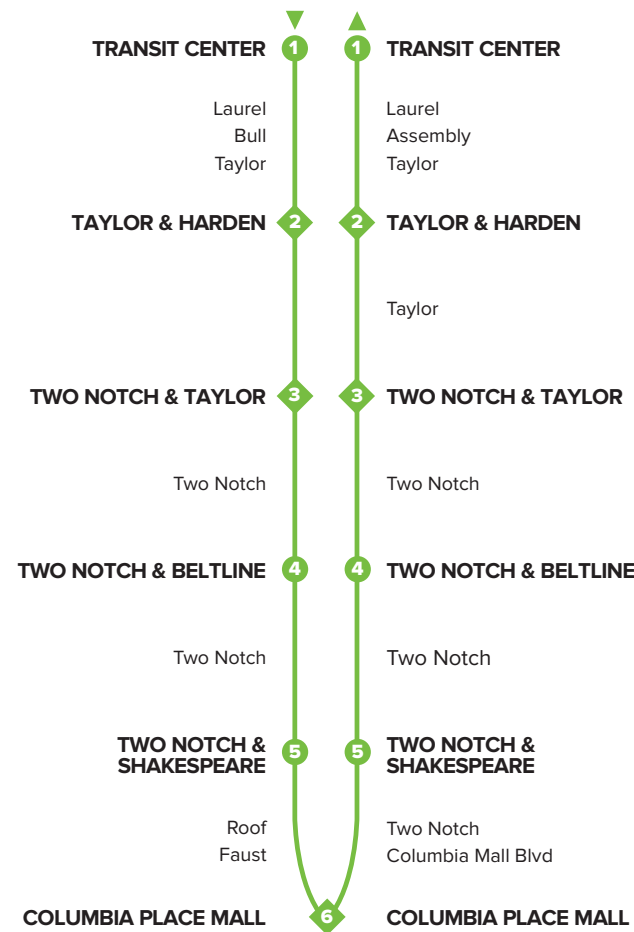 TRANSIT CENTER 1 1 TRANSIT CENTER
Laurel Laurel
Bull Assembly
Taylor Taylor
TAYLOR & HARDEN 2 2 TAYLOR & HARDEN
Taylor
TWO NOTCH & TAYLOR 3 3 TWO NOTCH & TAYLOR
Two Notch Two Notch
TWO NOTCH & BELTLINE 4 4 TWO NOTCH & BELTLINE
Two Notch Two Notch
TWO NOTCH & TWO NOTCH &
SHAKESPEARE 5 5 SHAKESPEARE
Roof Two Notch
Faust Columbia Mall Blvd
COLUMBIA PLACE MALL 6 COLUMBIA PLACE MALL